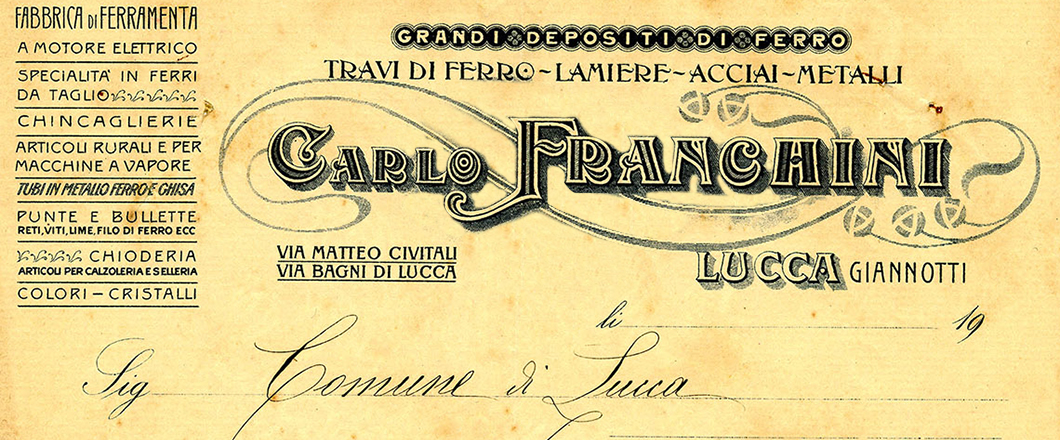 FABBRICA di FERRAMENTA
A MOTORE ELETTRICO
SPECIALITA' IN FERRI
DA TAGLIO
CHINCAGLIERIE
ARTICOLI RURALI E PER
MACCHINE A VAPORE
TUBI IN METALLO FERRO E GHISA
PUNTE E BULLETTE
RETI, VITI, LIME, FILO DI FERRO ECC
CHIODERIA
ARTICOLI PER CALZOLERIA E SELLERIA
COLORI – CRISTALLI
GRANDI DEPOSITI DI FERRO
TRAVI DI FERRO – LAMIERE – ACCIAI – METALLI
CARLO FRANCHINI
VIA MATTEO CIVITALI
VIA BAGNI DI LUCCA
LUCCA GIANNOTTI
li 19
Sig Comune di Lucca